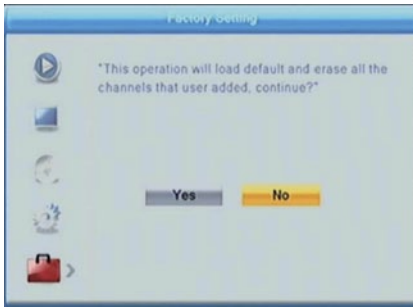 Factory Setting
"This operation will load default and erase all the
channels that user added, continue?"
Yes
No